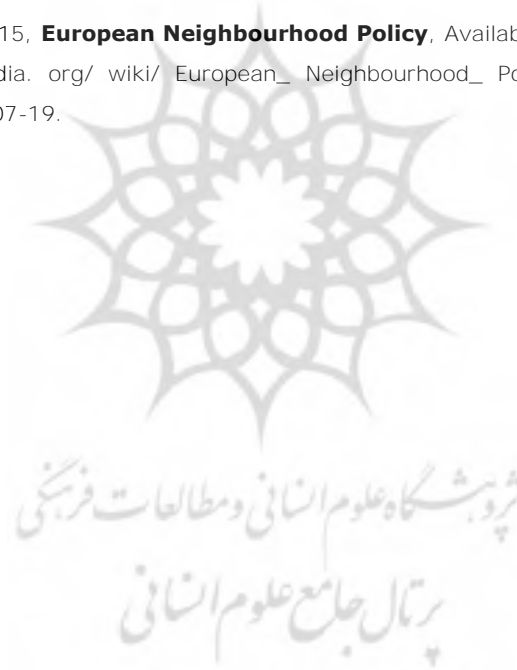 15, European Neighbourhood Policy, Availab
dia. org/ wiki/ European_ Neighbourhood_ Po
07-19.
پژوهشگاه علوم انسانی و مطالعات فرهنگی
پرتال جامع علوم انسانی